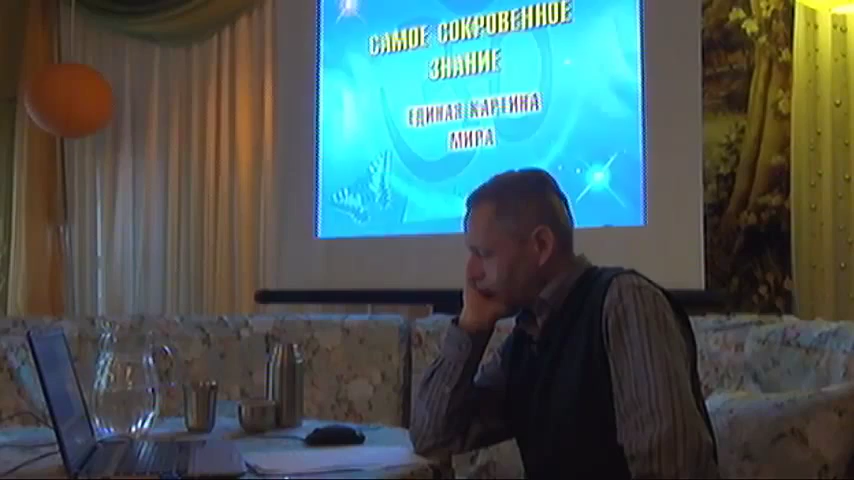 САМОЕ СОКРОВЕННОЕ
ЗНАНИЕ
ЕДИНАЯ КАРТИНА
МИРА